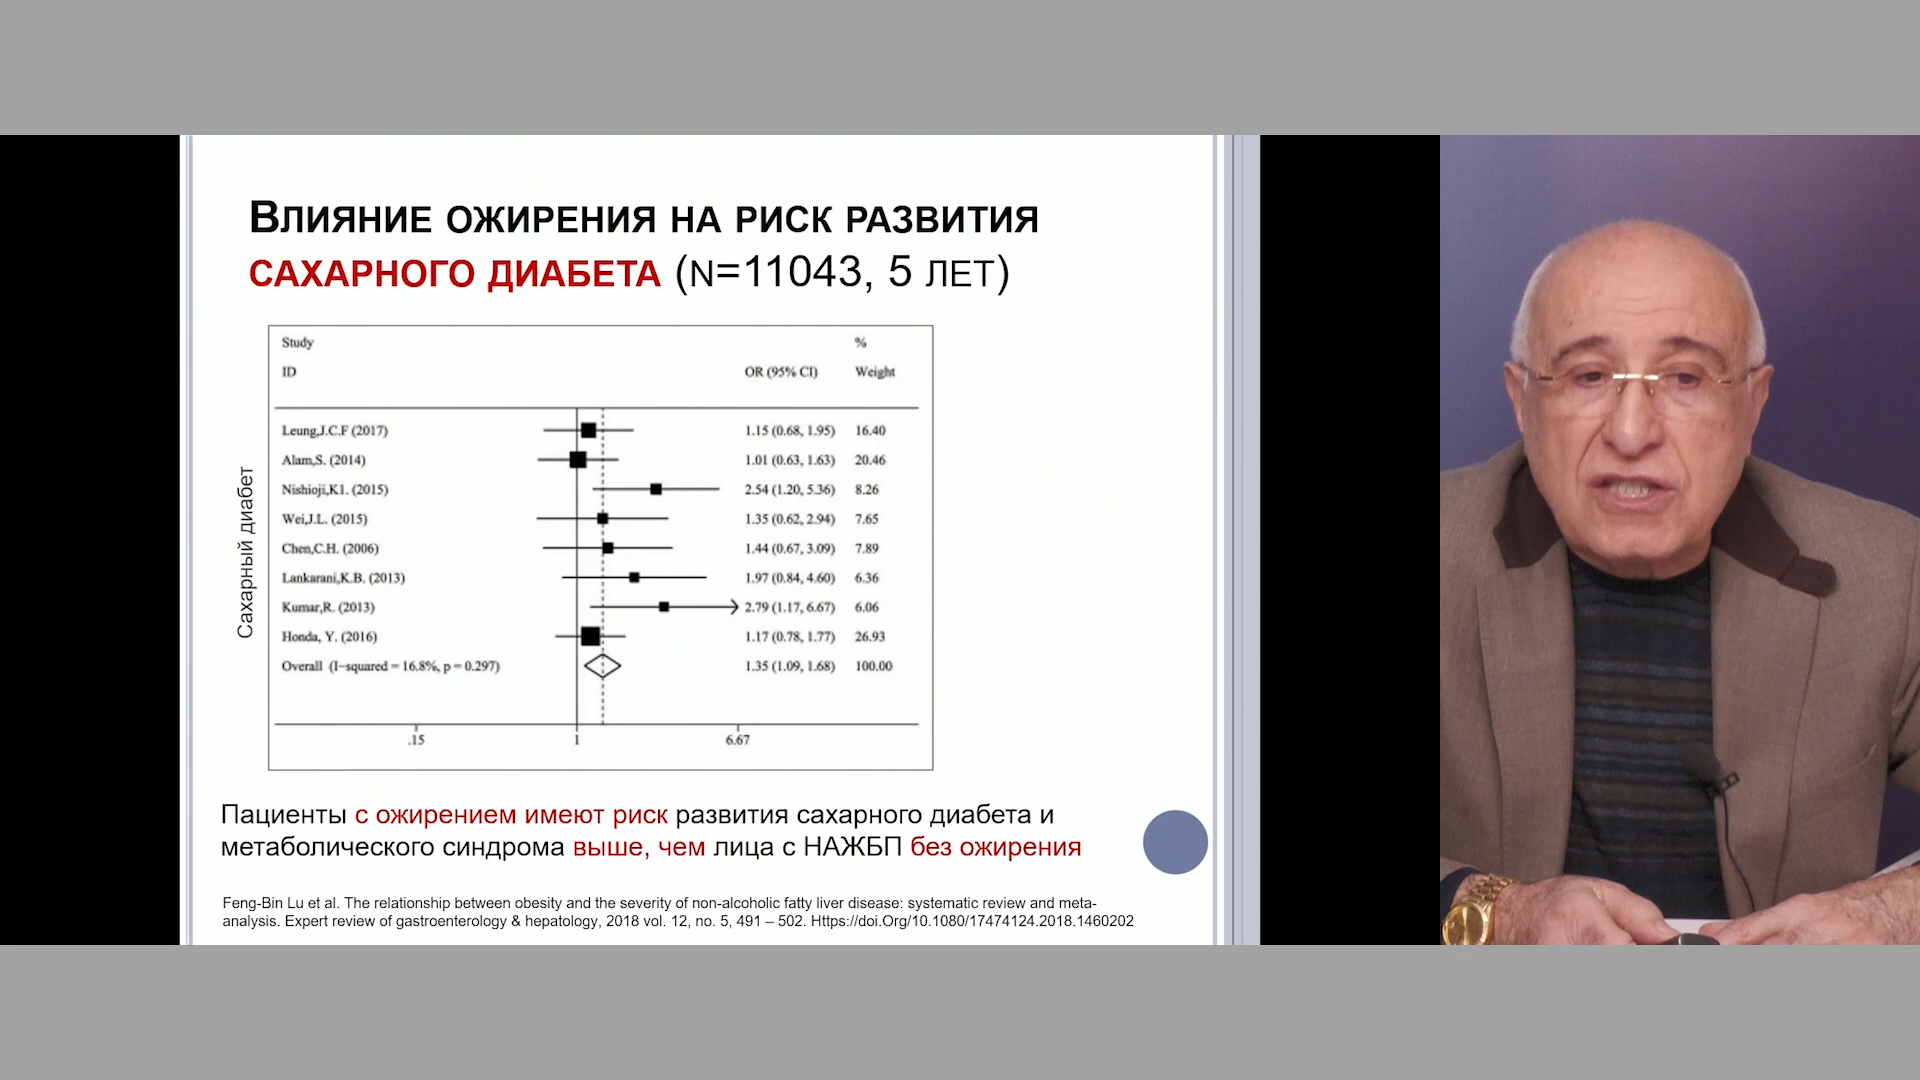 Влияние ожирения на риск развития
сахарного диабета (n=11043, 5 лет)
Study %
ID OR (95% CI) Weight
Leung,J.C.F (2017) 1.15 (0.68, 1.95) 16.40
Alam,S. (2014) 1.01 (0.63, 1.63) 20.46
Nishioji,K1. (2015) 2.54 (1.20, 5.36) 8.26
Wei,J.L. (2015) 1.35 (0.62, 2.94) 7.65
Chen,C.H. (2006) 1.44 (0.67, 3.09) 7.89
Lankarani,K.B. (2013) 1.97 (0.84, 4.60) 6.36
Kumar,R. (2013) 2.79 (1.17, 6.67) 6.06
Honda, Y. (2016) 1.17 (0.78, 1.77) 26.93
Overall (I-squared = 16.8%, p = 0.297) 1.35 (1.09, 1.68) 100.00
.15 1 6.67
Сахарный диабет
Пациенты с ожирением имеют риск развития сахарного диабета и
метаболического синдрома выше, чем лица с НАЖБП без ожирения
Feng-Bin Lu et al. The relationship between obesity and the severity of non-alcoholic fatty liver disease: systematic review and meta-
analysis. Expert review of gastroenterology & hepatology, 2018 vol. 12, no. 5, 491 – 502. Https://doi.Org/10.1080/17474124.2018.1460202